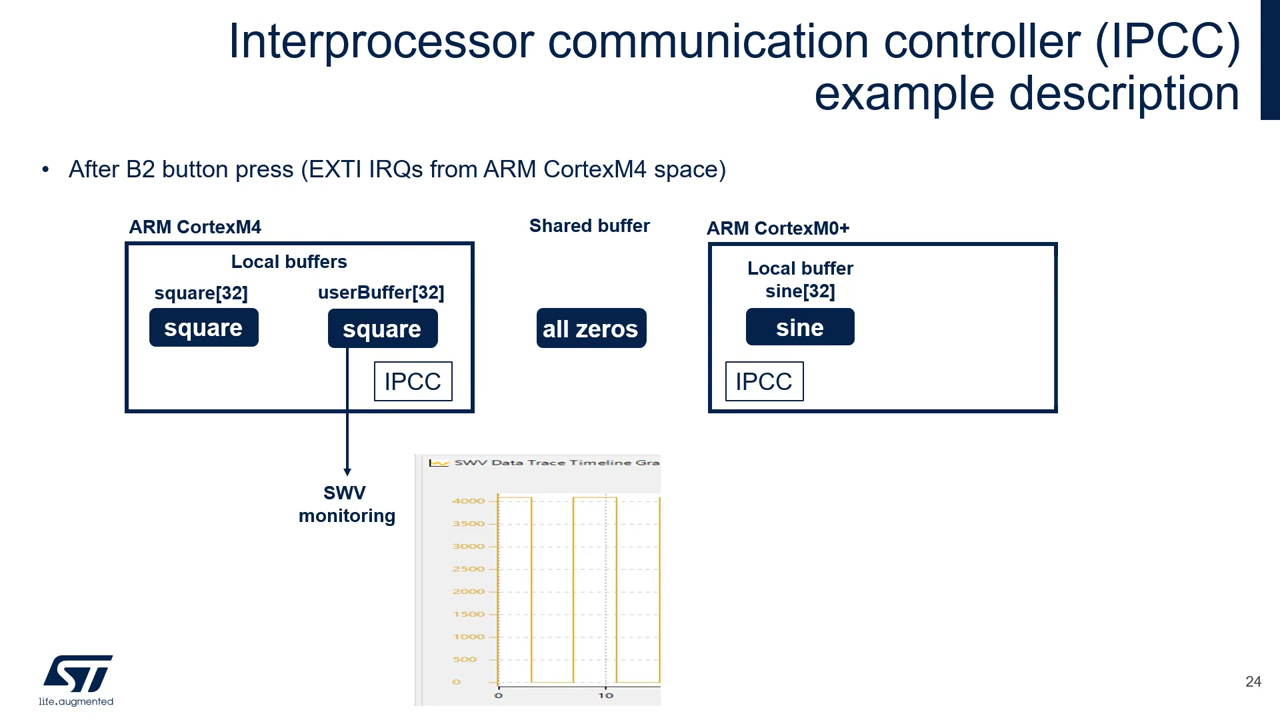 Interprocessor communication controller (IPCC)
example description
• After B2 button press (EXTI IRQs from ARM CortexM4 space)
ARM CortexM4
Local buffers
square[32]
userBuffer[32]
square
square
IPCC
Shared buffer
all zeros
ARM CortexM0+
Local buffer
sine[32]
sine
IPCC
SWV
monitoring
SWV Data Trace Timeline Gra
4000
3500
3000
2500
2000
1500
1000
500
0
0
10
ST
life.augmented
24